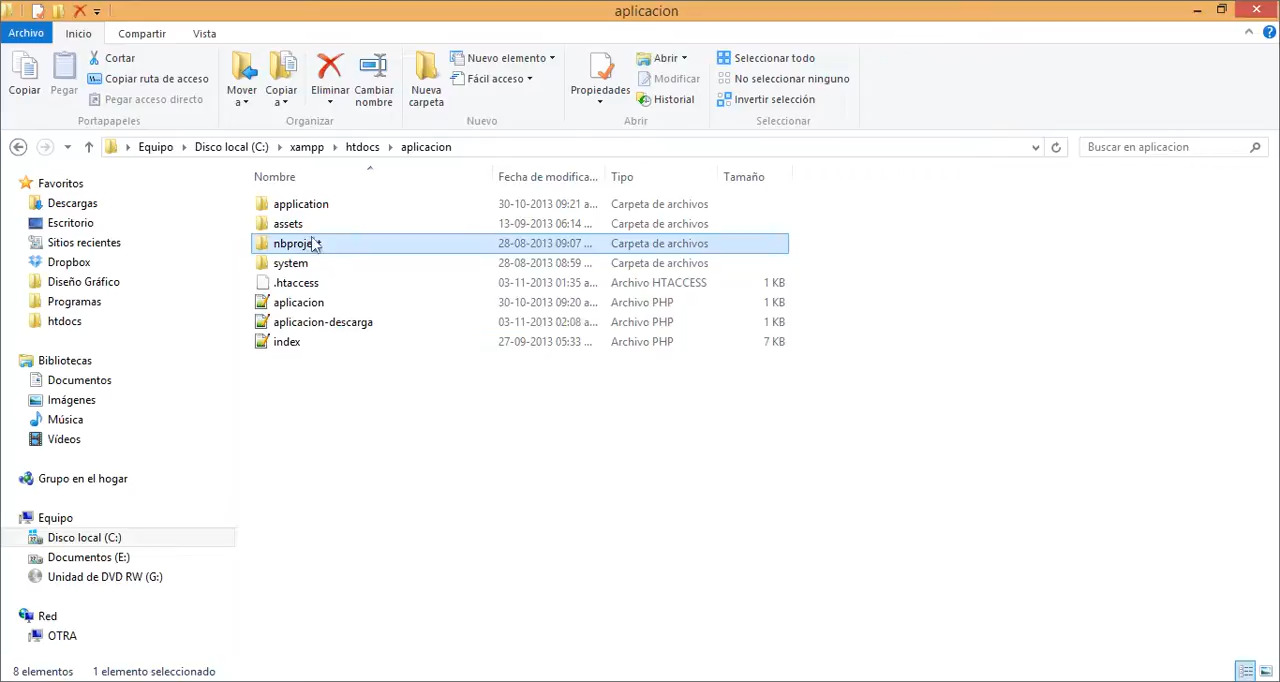 aplicacion
Archivo Inicio Compartir Vista
Copiar
Pegar
Cortar
Copiar ruta de acceso
Pegar acceso directo
Portapapeles
Mover a
Copiar a
Eliminar
Cambiar nombre
Organizar
Nueva carpeta
Nuevo elemento
Fácil acceso
Nuevo
Propiedades
Abrir
Modificar
Historial
Abrir
Seleccionar todo
No seleccionar ninguno
Invertir selección
Seleccionar
Equipo Disco local (C:) xampp htdocs aplicacion
Buscar en aplicacion
Favoritos
Descargas
Escritorio
Sitios recientes
Dropbox
Diseño Gráfico
Programas
htdocs
Bibliotecas
Documentos
Imágenes
Música
Vídeos
Grupo en el hogar
Equipo
Disco local (C:)
Documentos (E:)
Unidad de DVD RW (G:)
Red
OTRA
Nombre Fecha de modifica... Tipo Tamaño
application 30-10-2013 09:21 a... Carpeta de archivos
assets 13-09-2013 06:14 ... Carpeta de archivos
28-08-2013 09:07 ... Carpeta de archivos
system 28-08-2013 08:59 ... Carpeta de archivos
.htaccess 03-11-2013 01:35 a... Archivo HTACCESS 1 KB
aplicacion 30-10-2013 09:20 a... Archivo PHP 1 KB
aplicacion-descarga 03-11-2013 02:08 a... Archivo PHP 1 KB
index 27-09-2013 05:33 ... Archivo PHP 7 KB
8 elementos 1 elemento seleccionado